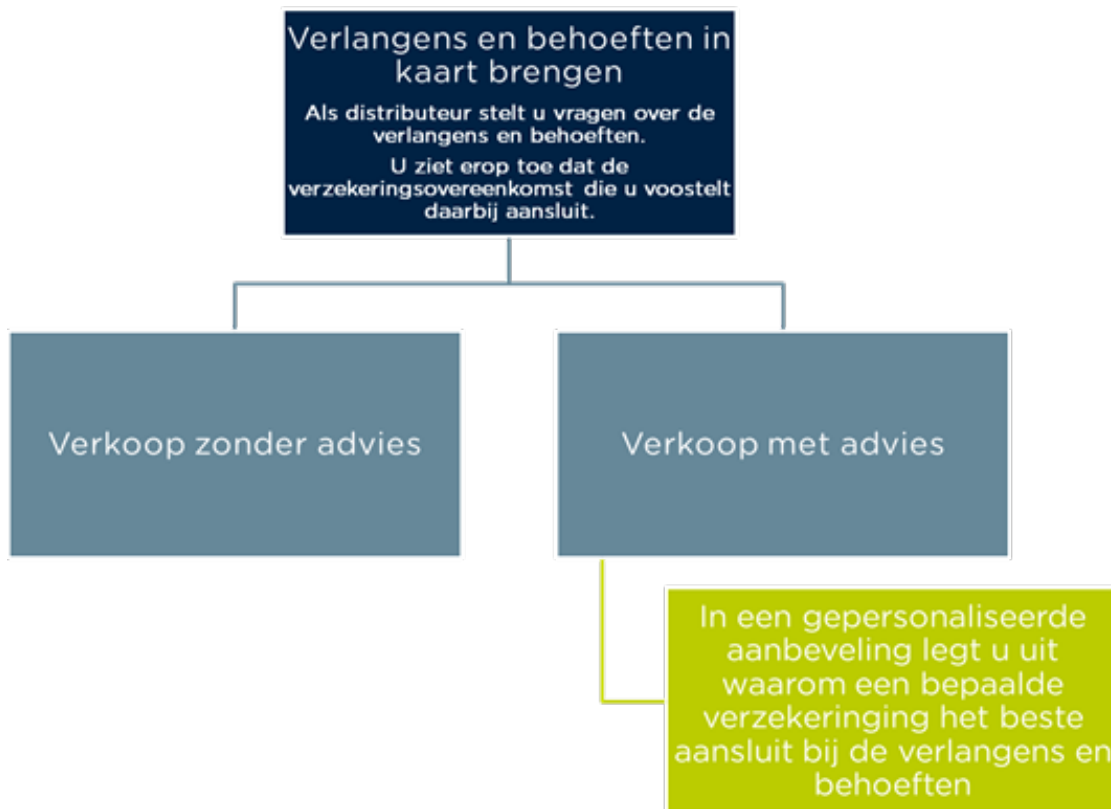 Verlangens en behoeften in
kaart brengen
Als distributeur stelt u vragen over de
verlangens en behoeften.
U ziet erop toe dat de
verzekeringsovereenkomst die u voostelt
daarbij aansluit.
Verkoop zonder advies
Verkoop met advies
In een gepersonaliseerde
aanbeveling legt u uit
waarom een bepaalde
verzekeringing het beste
aansluit bij de verlangens en
behoeften